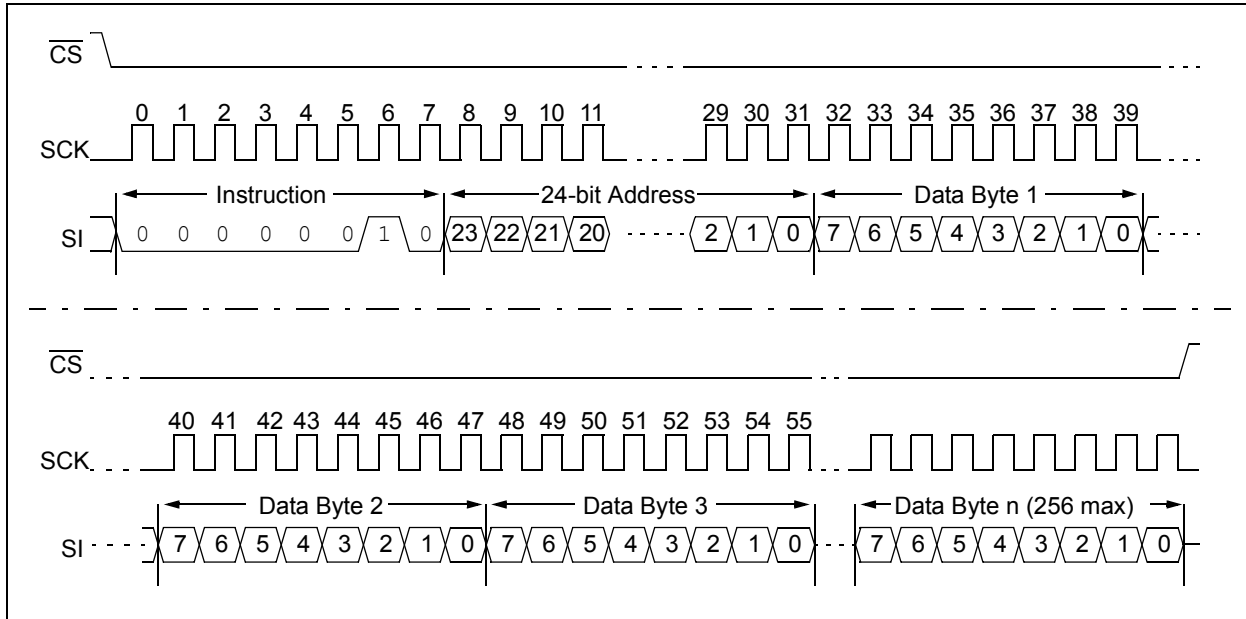 CS
0 1 2 3 4 5 6 7 8 9 10 11 29 30 31 32 33 34 35 36 37 38 39
SCK
Instruction 24-bit Address Data Byte 1
SI 0 0 0 0 0 0 1 0 23 22 21 20 2 1 0 7 6 5 4 3 2 1 0
CS
40 41 42 43 44 45 46 47 48 49 50 51 52 53 54 55
SCK
Data Byte 2 Data Byte 3 Data Byte n (256 max)
SI 7 6 5 4 3 2 1 0 7 6 5 4 3 2 1 0 7 6 5 4 3 2 1 0